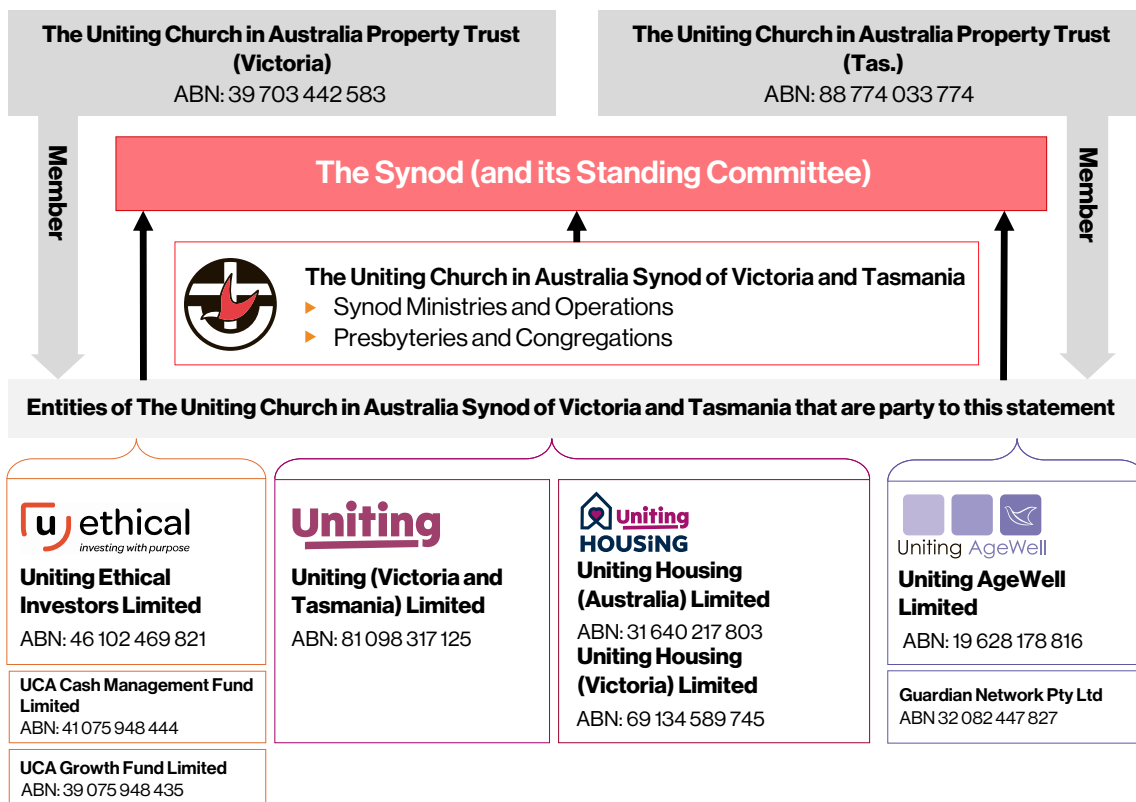 The Uniting Church in Australia Property Trust
(Victoria)
ABN: 39 703 442 583
The Uniting Church in Australia Property Trust
(Tas.)
ABN: 88 774 033 774
Member
Member
The Synod (and its Standing Committee)
The Uniting Church in Australia Synod of Victoria and Tasmania
Synod Ministries and Operations
Presbyteries and Congregations
Entities of The Uniting Church in Australia Synod of Victoria and Tasmania that are party to this statement
u ethical
investing with purpose
Uniting Ethical
Investors Limited
ABN: 46 102 469 821
UCA Cash Management Fund
Limited
ABN: 41 075 948 444
UCA Growth Fund Limited
ABN: 39 075 948 435
Uniting
Uniting (Victoria and
Tasmania) Limited
ABN: 81 098 317 125
Uniting
HOUSiNG
Uniting Housing
(Australia) Limited
ABN: 31 640 217 803
Uniting Housing
(Victoria) Limited
ABN: 69 134 589 745
Uniting AgeWell
Uniting AgeWell
Limited
ABN: 19 628 178 816
Guardian Network Pty Ltd
ABN 32 082 447 827